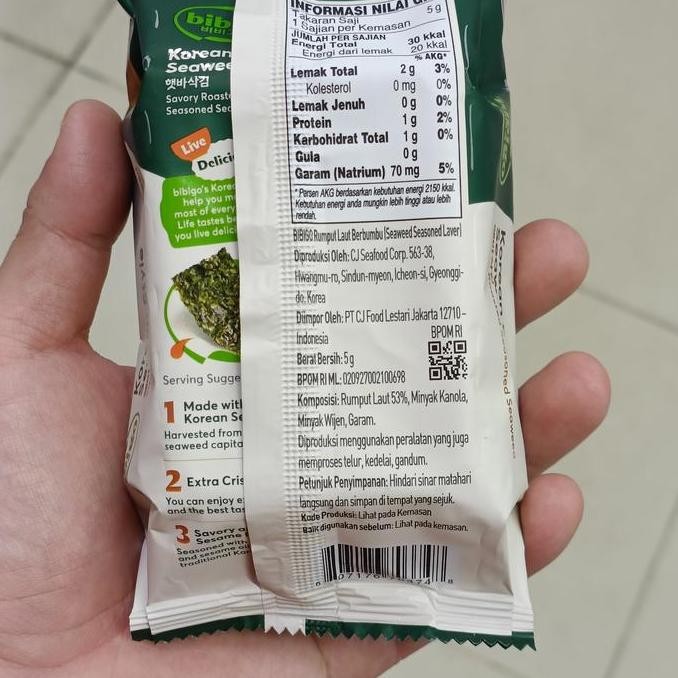 bibi
비비
Korean
Seawee
햇바삭김
Savory Roaste
Seasoned Sea
Live
Delici
bibigo's Korea
help you m
most of every
Life tastes be
you live delic
Serving Sugge
1 Made with
Korean Se
Harvested from
seaweed capita
2 Extra Cris
You can enjoy e
and the best tas
3 Savory a
Sesame
Seasoned with
and sesame oil
traditional Kor
INFORMASI NILAI G
Takaran Saji 5 g
1 Sajian per Kemasan
JUMLAH PER SAJIAN
Energi Total 30 kkal
Energi dari lemak 20 kkal
% AKG*
Lemak Total 2 g 3%
Kolesterol 0 mg 0%
Lemak Jenuh 0 g 0%
Protein 1 g 2%
Karbohidrat Total 1 g 0%
Gula 0 g
Garam (Natrium) 70 mg 5%
*Persen AKG berdasarkan kebutuhan energi 2150 kkal.
Kebutuhan energi anda mungkin lebih tinggi atau lebih
rendah.
BIBIGO Rumput Laut Berbumbu (Seaweed Seasoned Laver)
Diproduksi Oleh: CJ Seafood Corp. 563-38,
Hwangmu-ro, Sindun-myeon, Icheon-si, Gyeonggi-
do, Korea
Diimpor Oleh: PT CJ Food Lestari Jakarta 12710 -
Indonesia
BPOM RI
Berat Bersih: 5 g
BPOM RI ML: 020927002100698
Komposisi: Rumput Laut 53%, Minyak Kanola,
Minyak Wijen, Garam.
Diproduksi menggunakan peralatan yang juga
memproses telur, kedelai, gandum.
Petunjuk Penyimpanan: Hindari sinar matahari
langsung dan simpan di tempat yang sejuk.
Kode Produksi: Lihat pada Kemasan
Baik digunakan sebelum: Lihat pada kemasan.